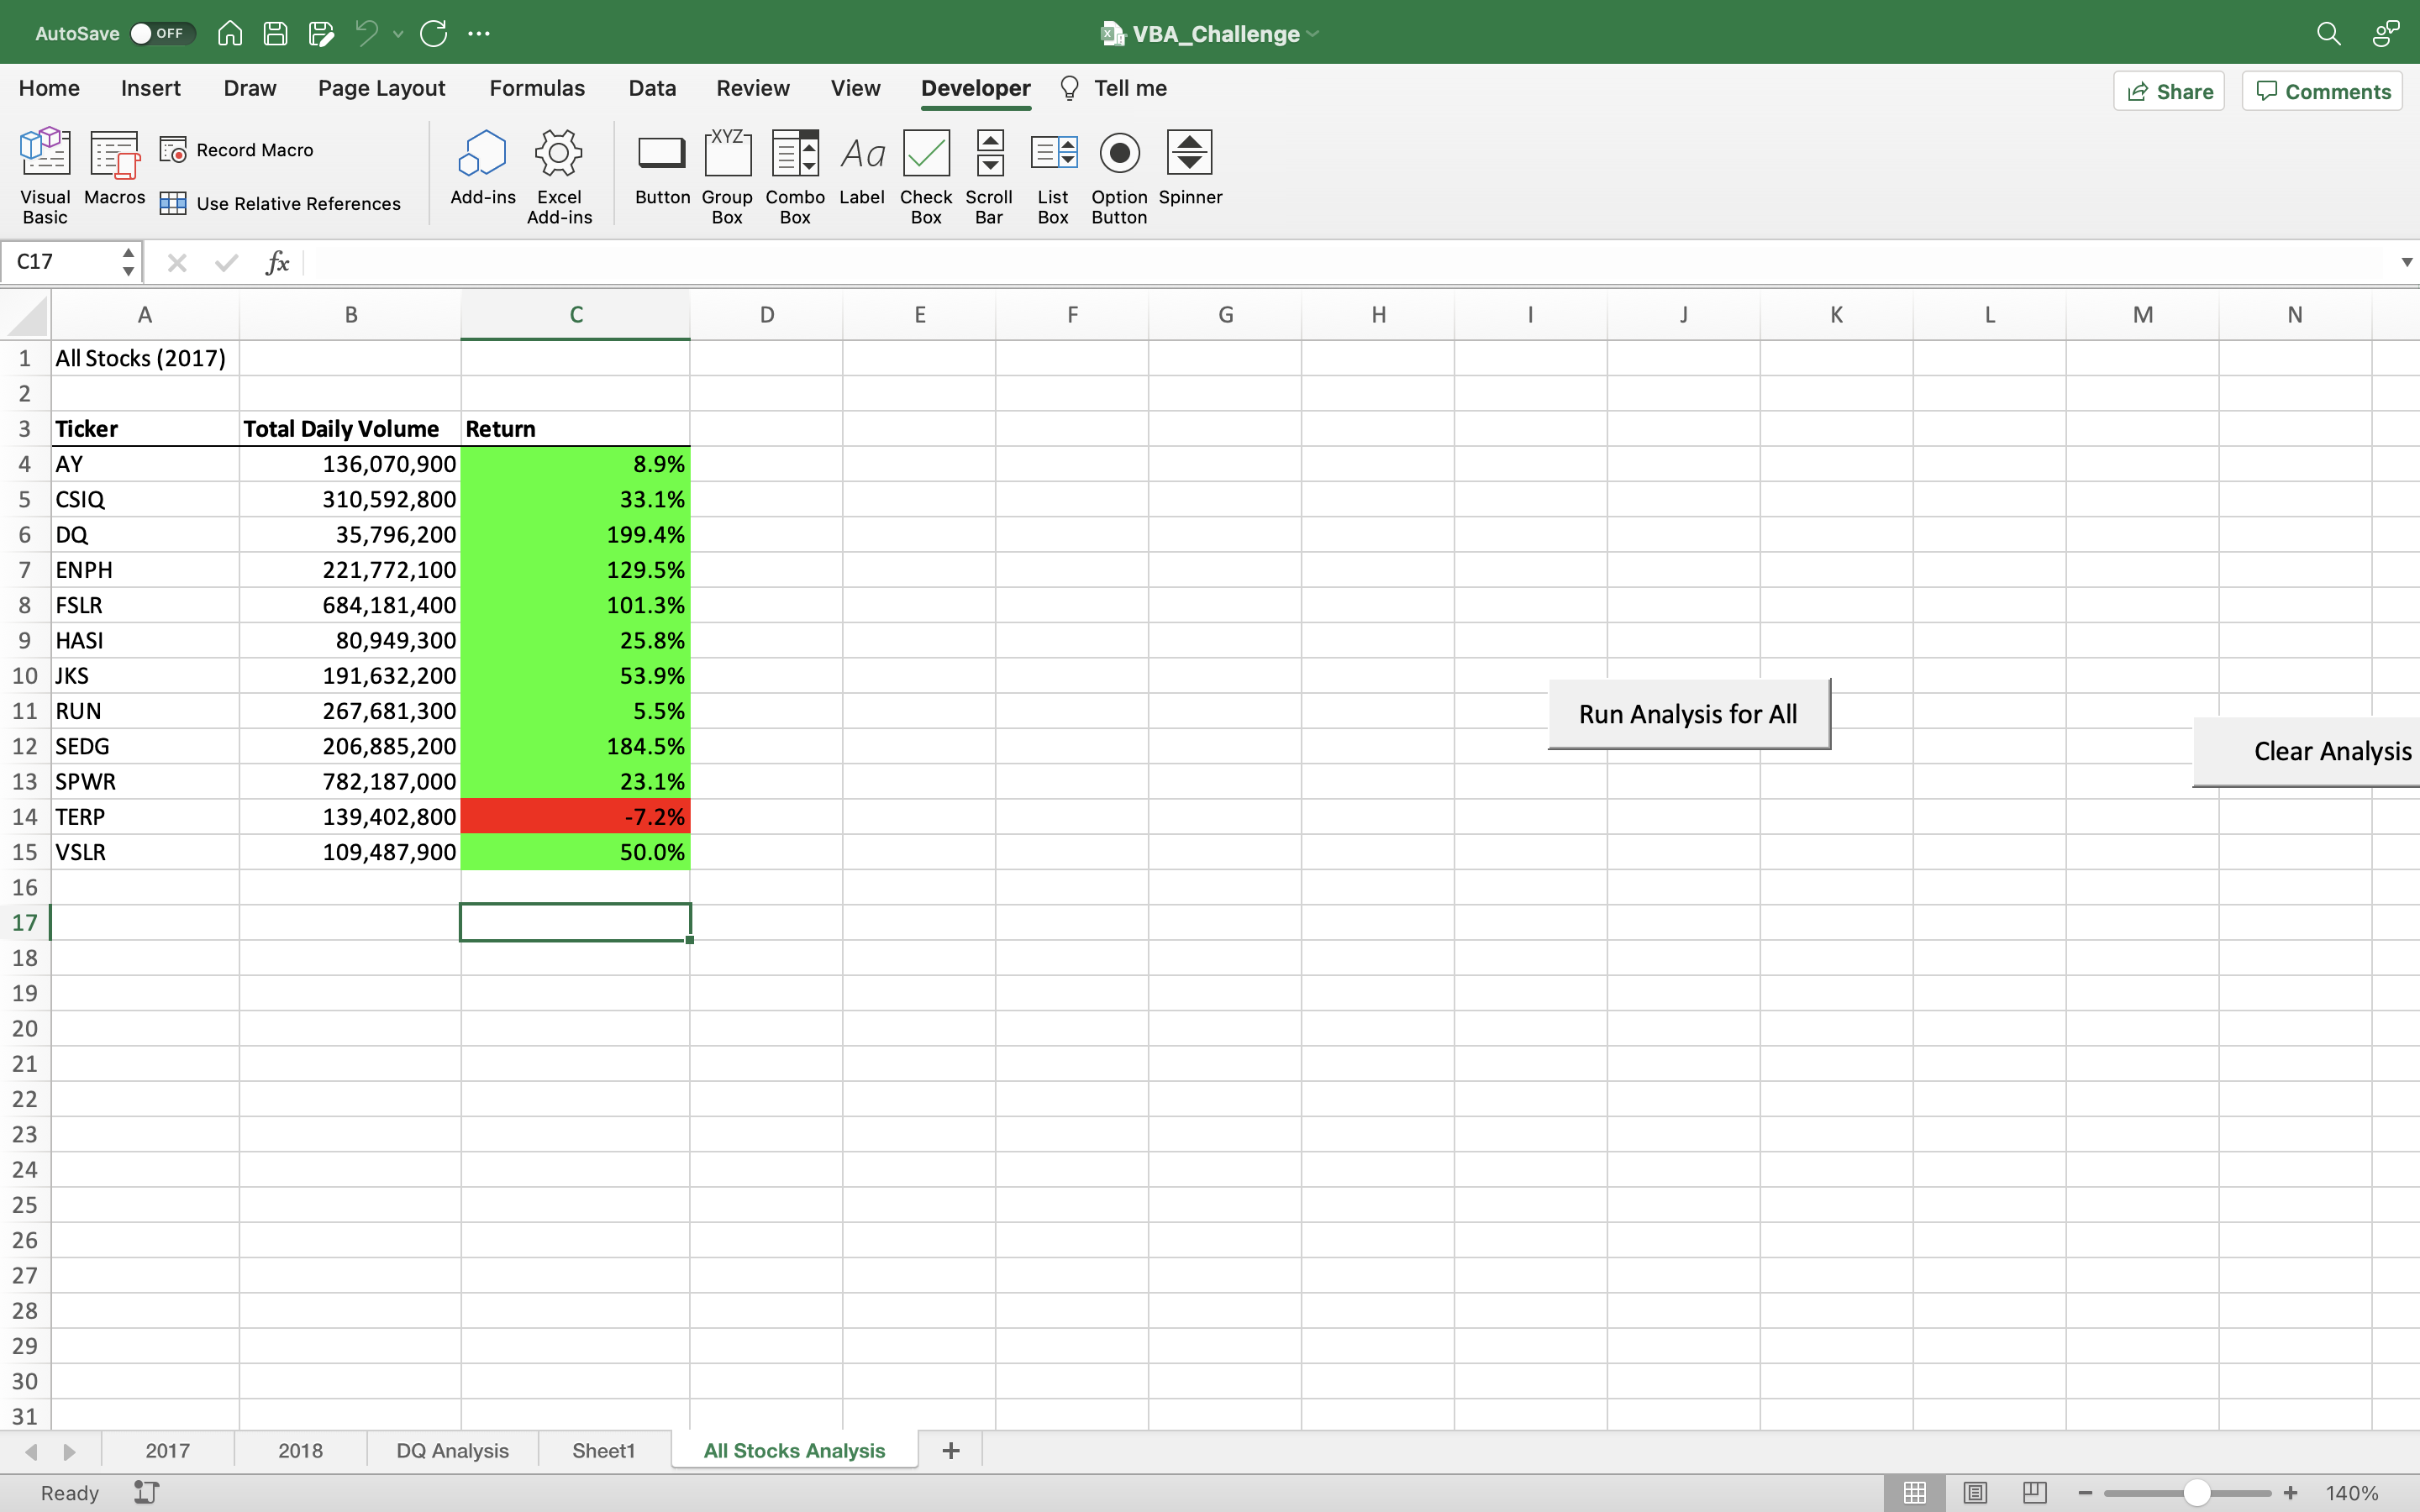 AutoSave OFF VBA_Challenge
Home Insert Draw Page Layout Formulas Data Review View Developer Tell me Share Comments
Visual Basic
Macros
Record Macro
Use Relative References
Add-ins
Excel Add-ins
Button
XYZ
Group Box
Combo Box
Aa
Label
Check Box
Scroll Bar
List Box
Option Button
Spinner
C17 fx
A B C D E F G H I J K L M N
1 All Stocks (2017)
2
3 Ticker Total Daily Volume Return
4 AY 136,070,900 8.9%
5 CSIQ 310,592,800 33.1%
6 DQ 35,796,200 199.4%
7 ENPH 221,772,100 129.5%
8 FSLR 684,181,400 101.3%
9 HASI 80,949,300 25.8%
10 JKS 191,632,200 53.9%
11 RUN 267,681,300 5.5%
Run Analysis for All
12 SEDG 206,885,200 184.5%
Clear Analysis
13 SPWR 782,187,000 23.1%
14 TERP 139,402,800 -7.2%
15 VSLR 109,487,900 50.0%
16
17
18
19
20
21
22
23
24
25
26
27
28
29
30
31
2017 2018 DQ Analysis Sheet1 All Stocks Analysis +
Ready 140%